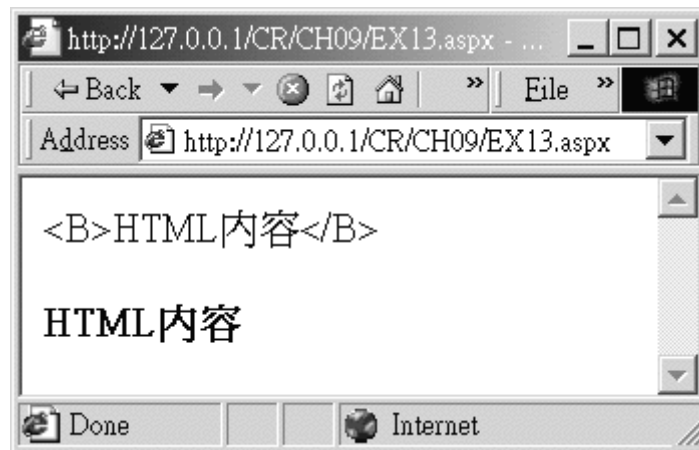 http://127.0.0.1/CR/CH09/EX13.aspx - ...
Back » File »
Address http://127.0.0.1/CR/CH09/EX13.aspx
<B>HTML内容</B>
HTML内容
Done Internet